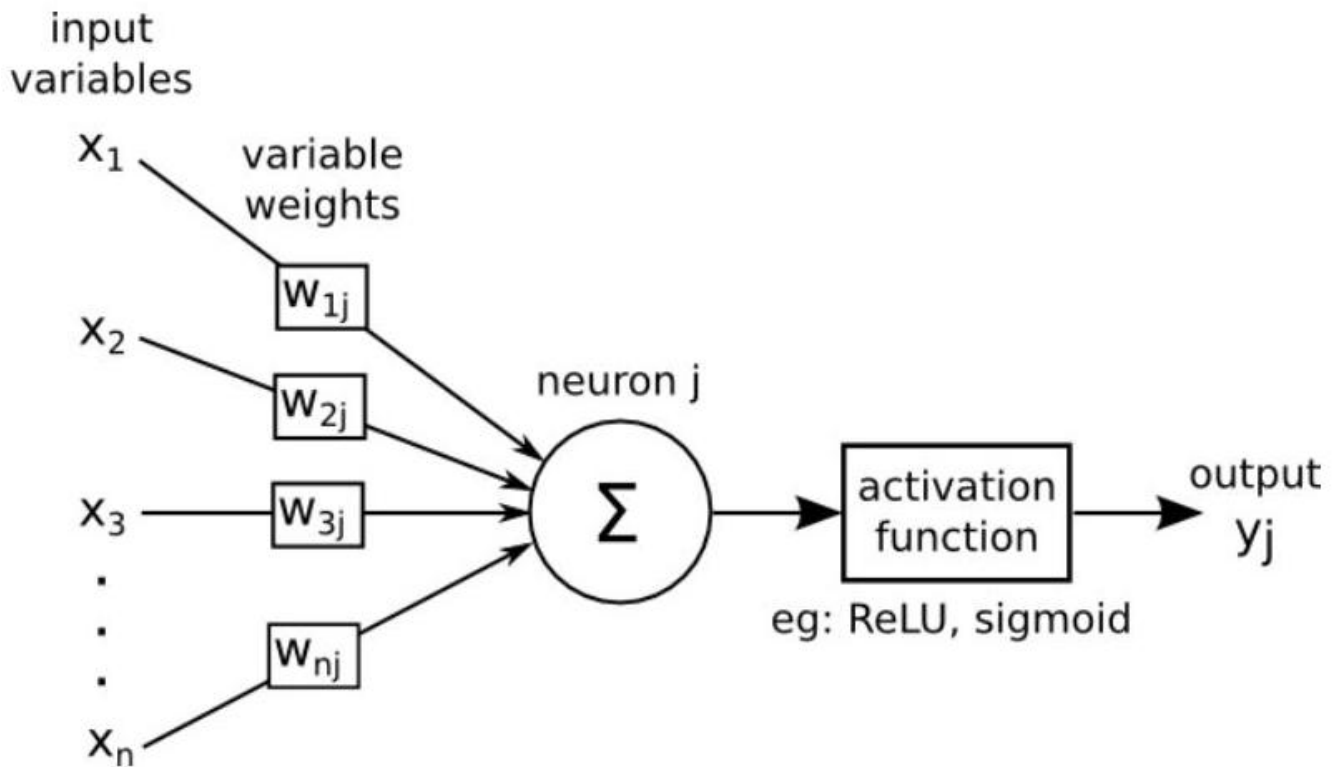 input
variables
x₁
variable
weights
w₁ⱼ
x₂
w₂ⱼ
neuron j
x₃
w₃ⱼ
Σ
activation
function
output
yⱼ
eg: ReLU, sigmoid
.
.
.
wₙⱼ
xₙ